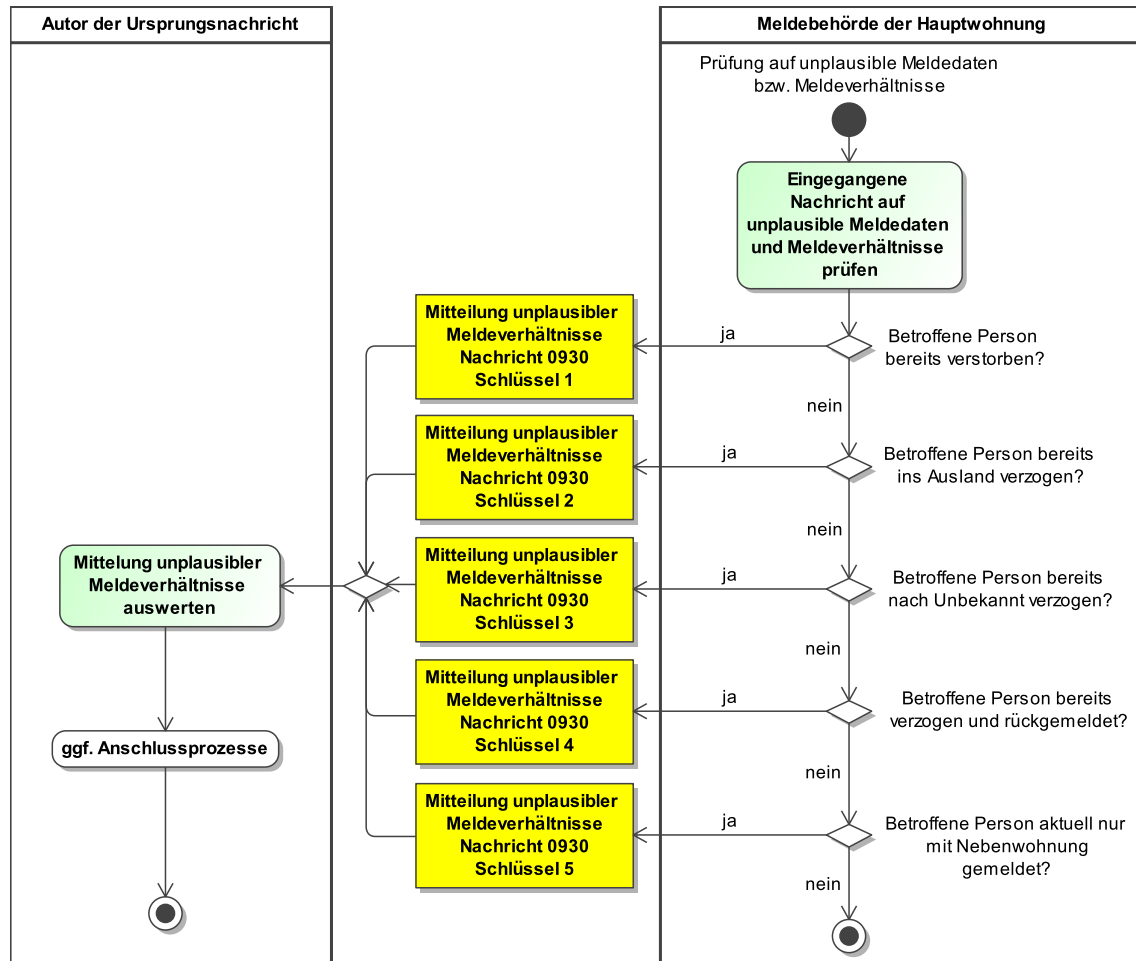 Autor der Ursprungsnachricht
Meldebehörde der Hauptwohnung
Prüfung auf unplausible Meldedaten
bzw. Meldeverhältnisse
Eingegangene
Nachricht auf
unplausible Meldedaten
und Meldeverhältnisse
prüfen
Mitteilung unplausibler
Meldeverhältnisse
Nachricht 0930
Schlüssel 1
ja
Betroffene Person
bereits verstorben?
nein
Mitteilung unplausibler
Meldeverhältnisse
Nachricht 0930
Schlüssel 2
ja
Betroffene Person bereits
ins Ausland verzogen?
nein
Mittelung unplausibler
Meldeverhältnisse
auswerten
Mitteilung unplausibler
Meldeverhältnisse
Nachricht 0930
Schlüssel 3
ja
Betroffene Person bereits
nach Unbekannt verzogen?
nein
Mitteilung unplausibler
Meldeverhältnisse
Nachricht 0930
Schlüssel 4
ja
Betroffene Person bereits
verzogen und rückgemeldet?
nein
ggf. Anschlussprozesse
Mitteilung unplausibler
Meldeverhältnisse
Nachricht 0930
Schlüssel 5
ja
Betroffene Person aktuell nur
mit Nebenwohnung
gemeldet?
nein